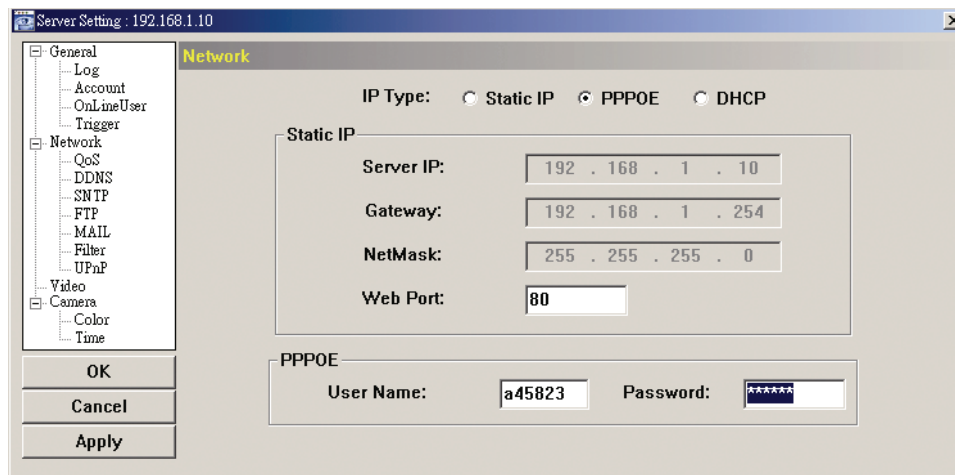 Server Setting : 192.168.1.10
General
Log
Account
OnLineUser
Trigger
Network
QoS
DDNS
SNTP
FTP
MAIL
Filter
UPnP
Video
Camera
Color
Time
OK
Cancel
Apply
Network
IP Type: Static IP PPPOE DHCP
Static IP
Server IP: 192 . 168 . 1 . 10
Gateway: 192 . 168 . 1 . 254
NetMask: 255 . 255 . 255 . 0
Web Port: 80
PPPOE
User Name: a45823 Password: ******